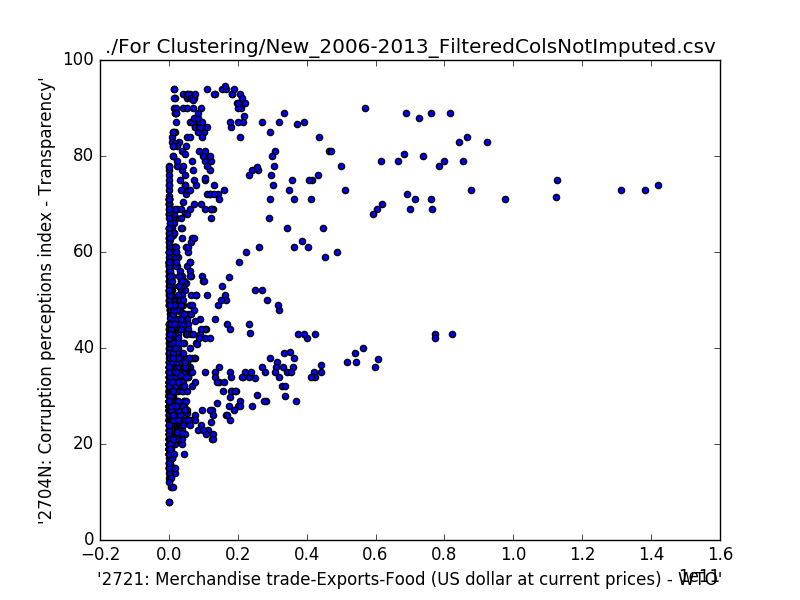 ./For Clustering/New_2006-2013_FilteredColsNotImputed.csv
100
80
60
40
20
0
'2704N: Corruption perceptions index - Transparency'
−0.2 0.0 0.2 0.4 0.6 0.8 1.0 1.2 1.4 1.6
1e11
'2721: Merchandise trade-Exports-Food (US dollar at current prices) - WTO'